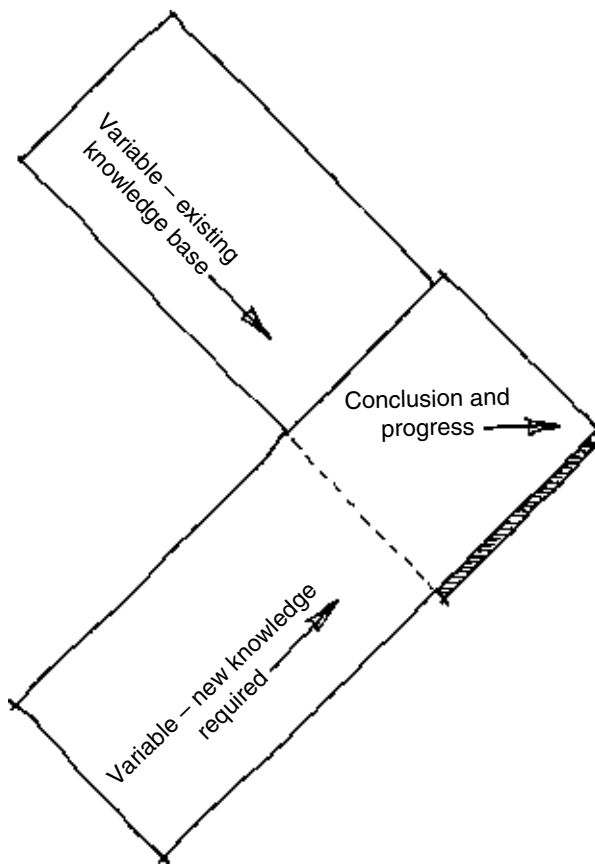 Variable – existing
knowledge base
Conclusion and
progress
Variable – new knowledge
required